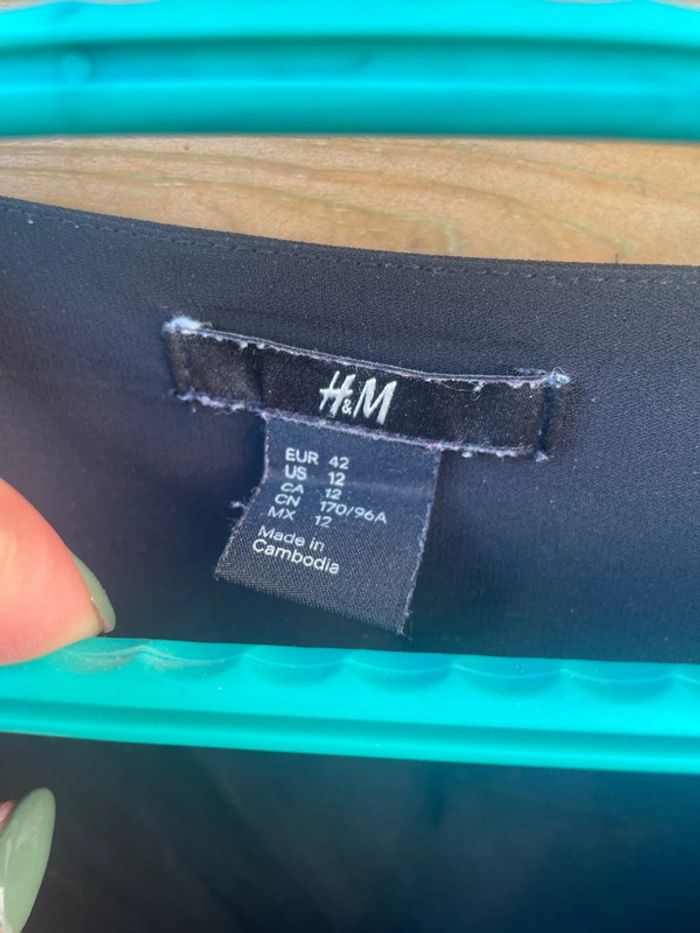 H&M
EUR 42
US 12
CA 12
CN 170/96A
MX 12
Made in
Cambodia